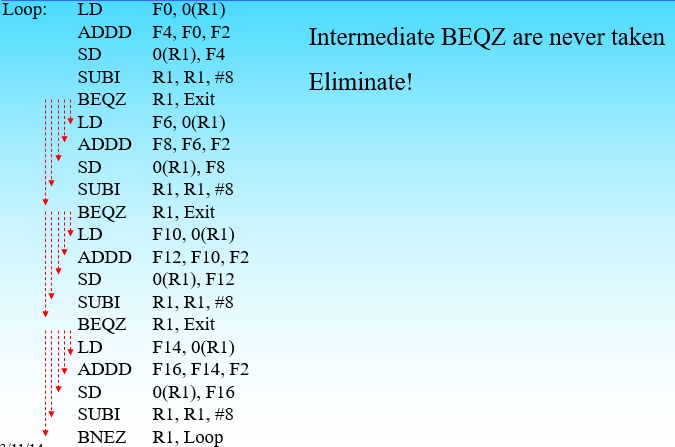 Loop: LD F0, 0(R1)
ADDD F4, F0, F2
SD 0(R1), F4
SUBI R1, R1, #8
BEQZ R1, Exit
LD F6, 0(R1)
ADDD F8, F6, F2
SD 0(R1), F8
SUBI R1, R1, #8
BEQZ R1, Exit
LD F10, 0(R1)
ADDD F12, F10, F2
SD 0(R1), F12
SUBI R1, R1, #8
BEQZ R1, Exit
LD F14, 0(R1)
ADDD F16, F14, F2
SD 0(R1), F16
SUBI R1, R1, #8
BNEZ R1, Loop
Intermediate BEQZ are never taken
Eliminate!